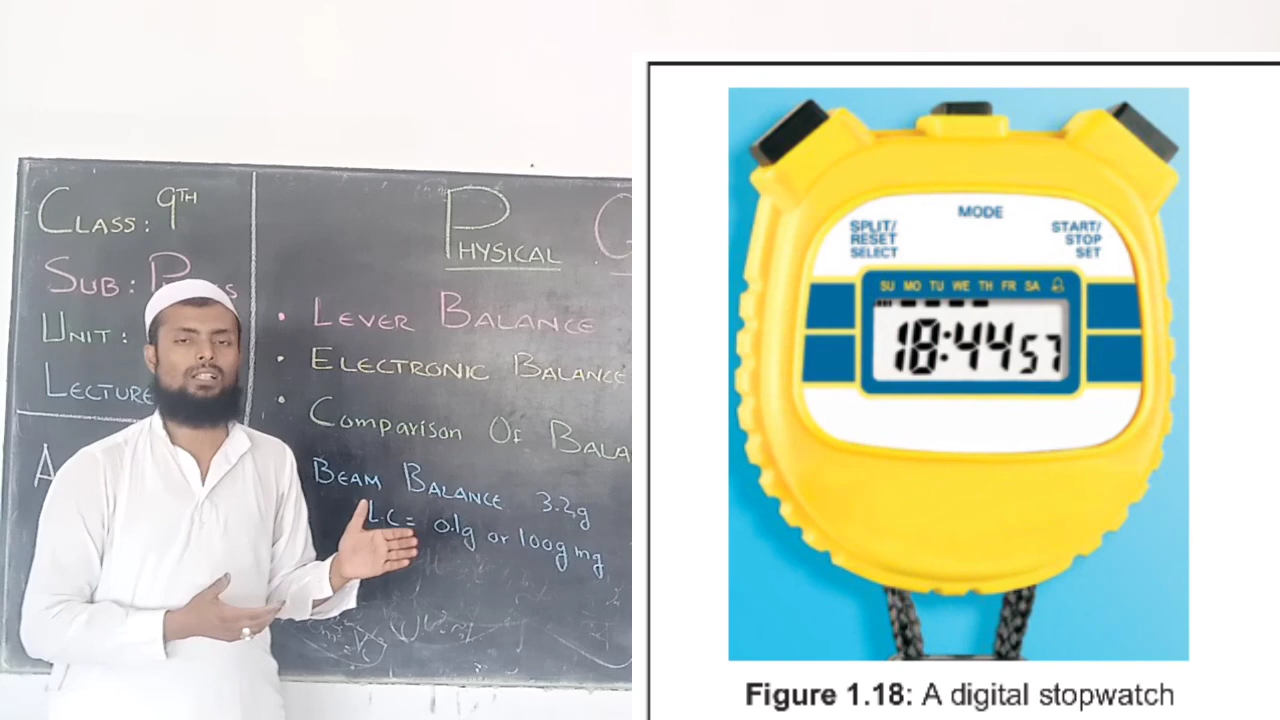 CLASS: 9TH
SUB:
UNIT:
LECTURE
PHYSICAL
• LEVER BALANCE
• ELECTRONIC BALANCE
• Comparison Of
BEAM BALANCE 3.2g
L.C= 0.1g or 100g mg
MODE
SPLIT/
RESET
SELECT
START/
STOP
SET
SU MO TU WE TH FR SA
18:44 57
Figure 1.18: A digital stopwatch